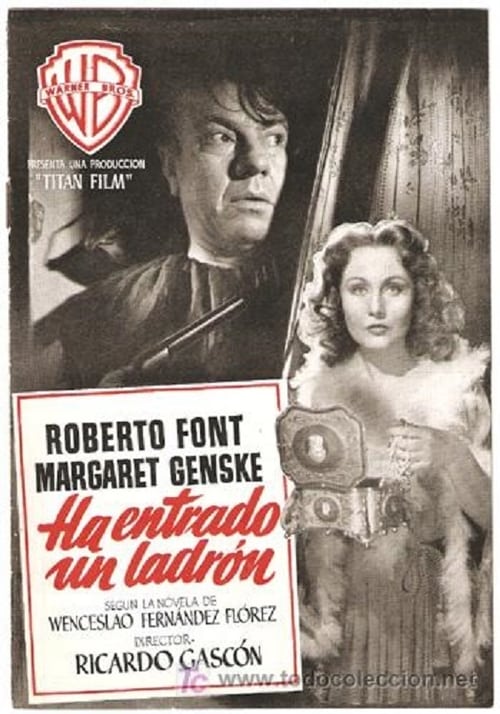 WB
WARNER BROS.
PRESENTA UNA PRODUCCION
"TITAN FILM"
ROBERTO FONT
MARGARET GENSKE
Ha entrado
un ladrón
SEGUN LA NOVELA DE
WENCESLAO FERNÁNDEZ FLÓREZ
DIRECTOR-
RICARDO GASCÓN
tc todocoleccion.net